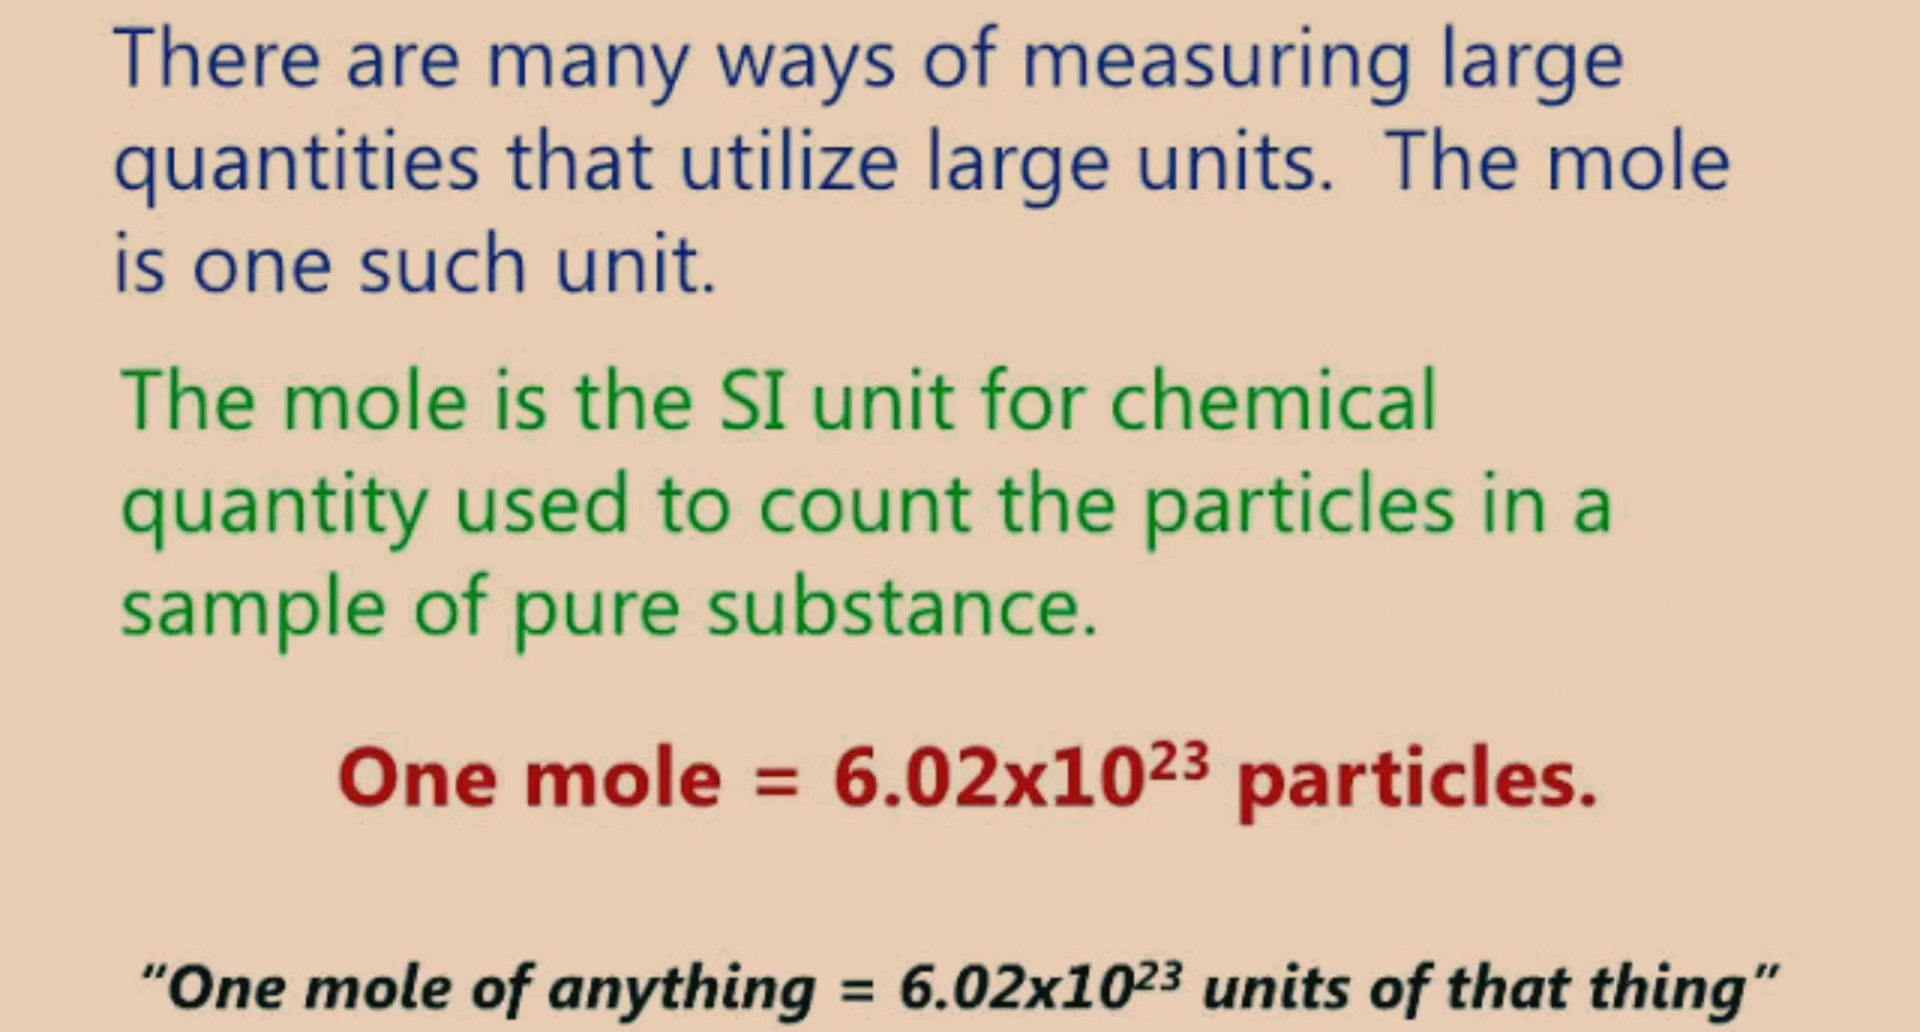 There are many ways of measuring large
quantities that utilize large units.  The mole
is one such unit.
The mole is the SI unit for chemical
quantity used to count the particles in a
sample of pure substance.
One mole = 6.02x10²³ particles.
“One mole of anything = 6.02x10²³ units of that thing”